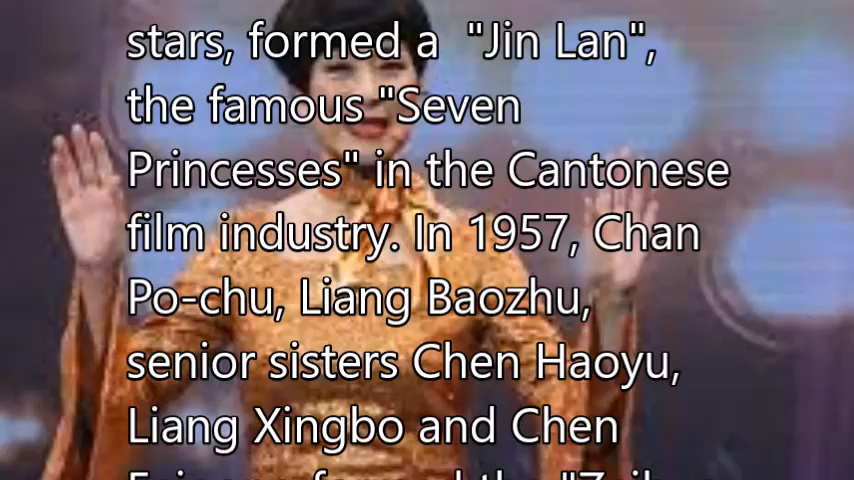 stars, formed a  "Jin Lan",
the famous "Seven
Princesses" in the Cantonese
film industry. In 1957, Chan
Po-chu, Liang Baozhu,
senior sisters Chen Haoyu,
Liang Xingbo and Chen
the